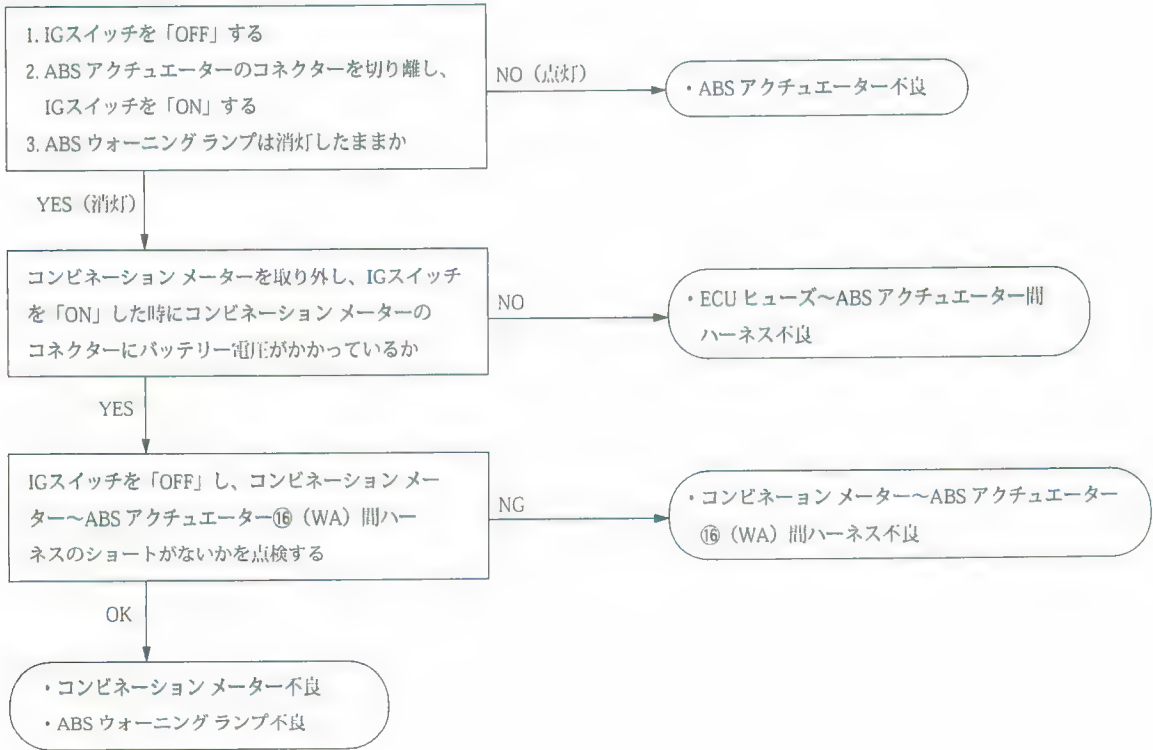 1. IGスイッチを「OFF」する
2. ABS アクチュエーターのコネクターを切り離し、
IGスイッチを「ON」する
3. ABS ウォーニング ランプは消灯したままか
NO（点灯）
・ABS アクチュエーター不良
YES（消灯）
コンビネーション メーターを取り外し、IGスイッチ
を「ON」した時にコンビネーション メーターの
コネクターにバッテリー電圧がかかっているか
NO
・ECU ヒューズ～ABS アクチュエーター間
ハーネス不良
YES
IGスイッチを「OFF」し、コンビネーション メー
ター～ABS アクチュエーター⑯（WA）間ハー
ネスのショートがないかを点検する
NG
・コンビネーョン メーター～ABS アクチュエーター
⑯（WA）間ハーネス不良
OK
・コンビネーション メーター不良
・ABS ウォーニング ランプ不良